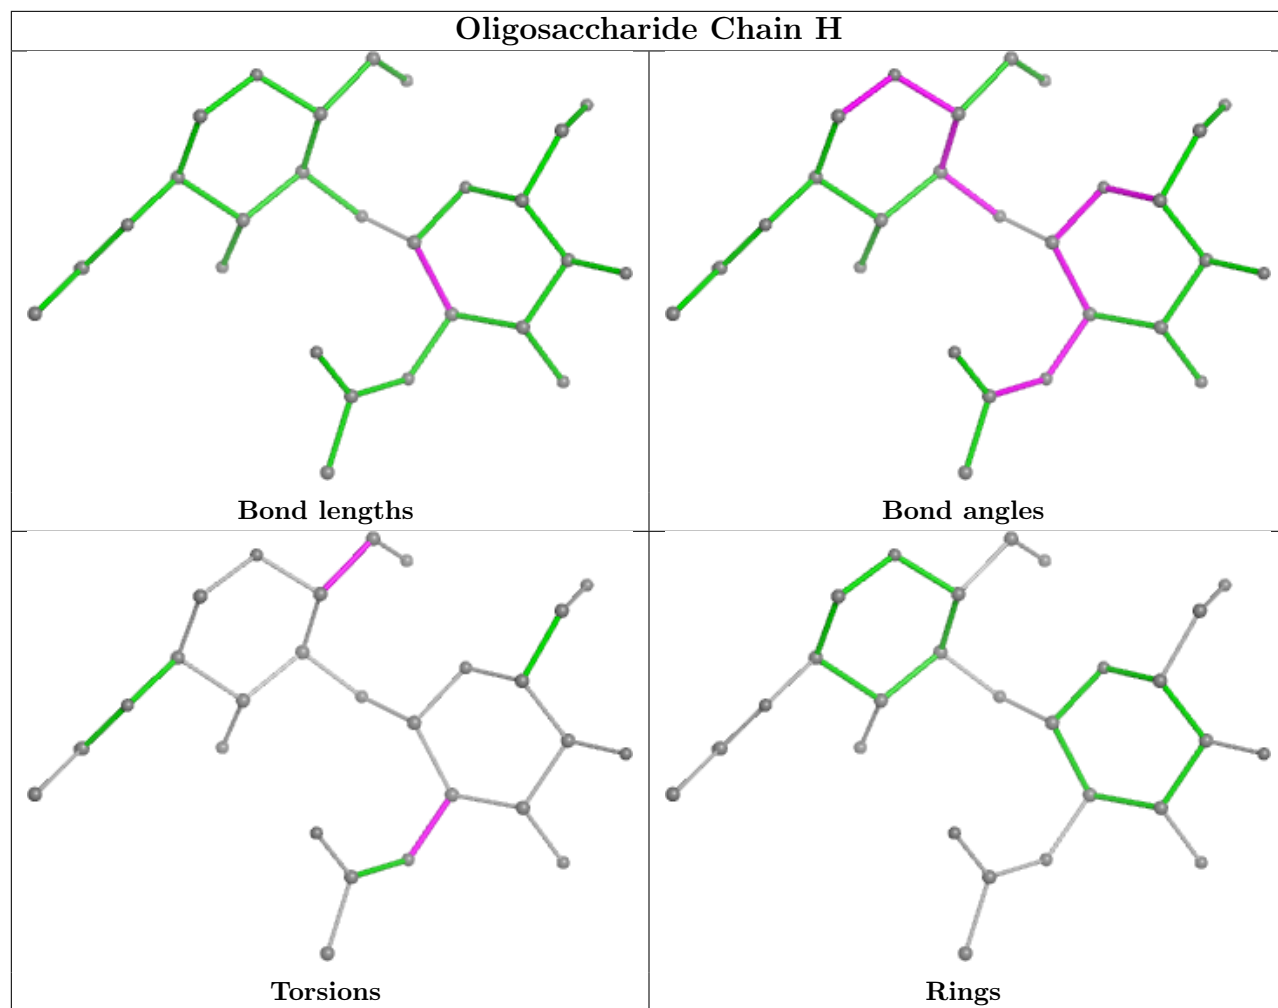 Oligosaccharide Chain H
Bond lengths
Bond angles
Torsions
Rings